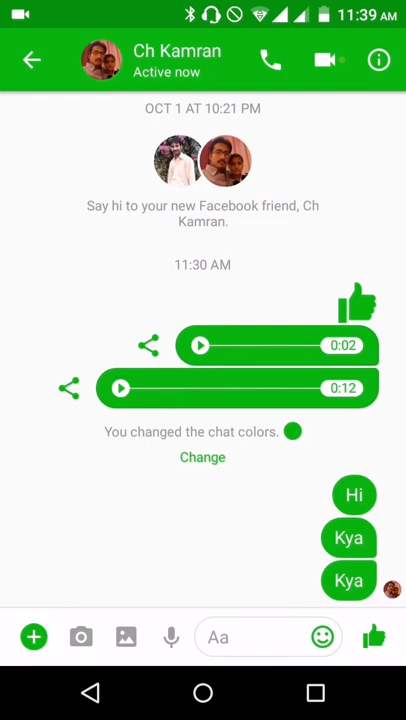 11:39 AM
Ch Kamran
Active now
OCT 1 AT 10:21 PM
Say hi to your new Facebook friend, Ch
Kamran.
11:30 AM
0:02
0:12
You changed the chat colors.
Change
Hi
Kya
Kya
Aa